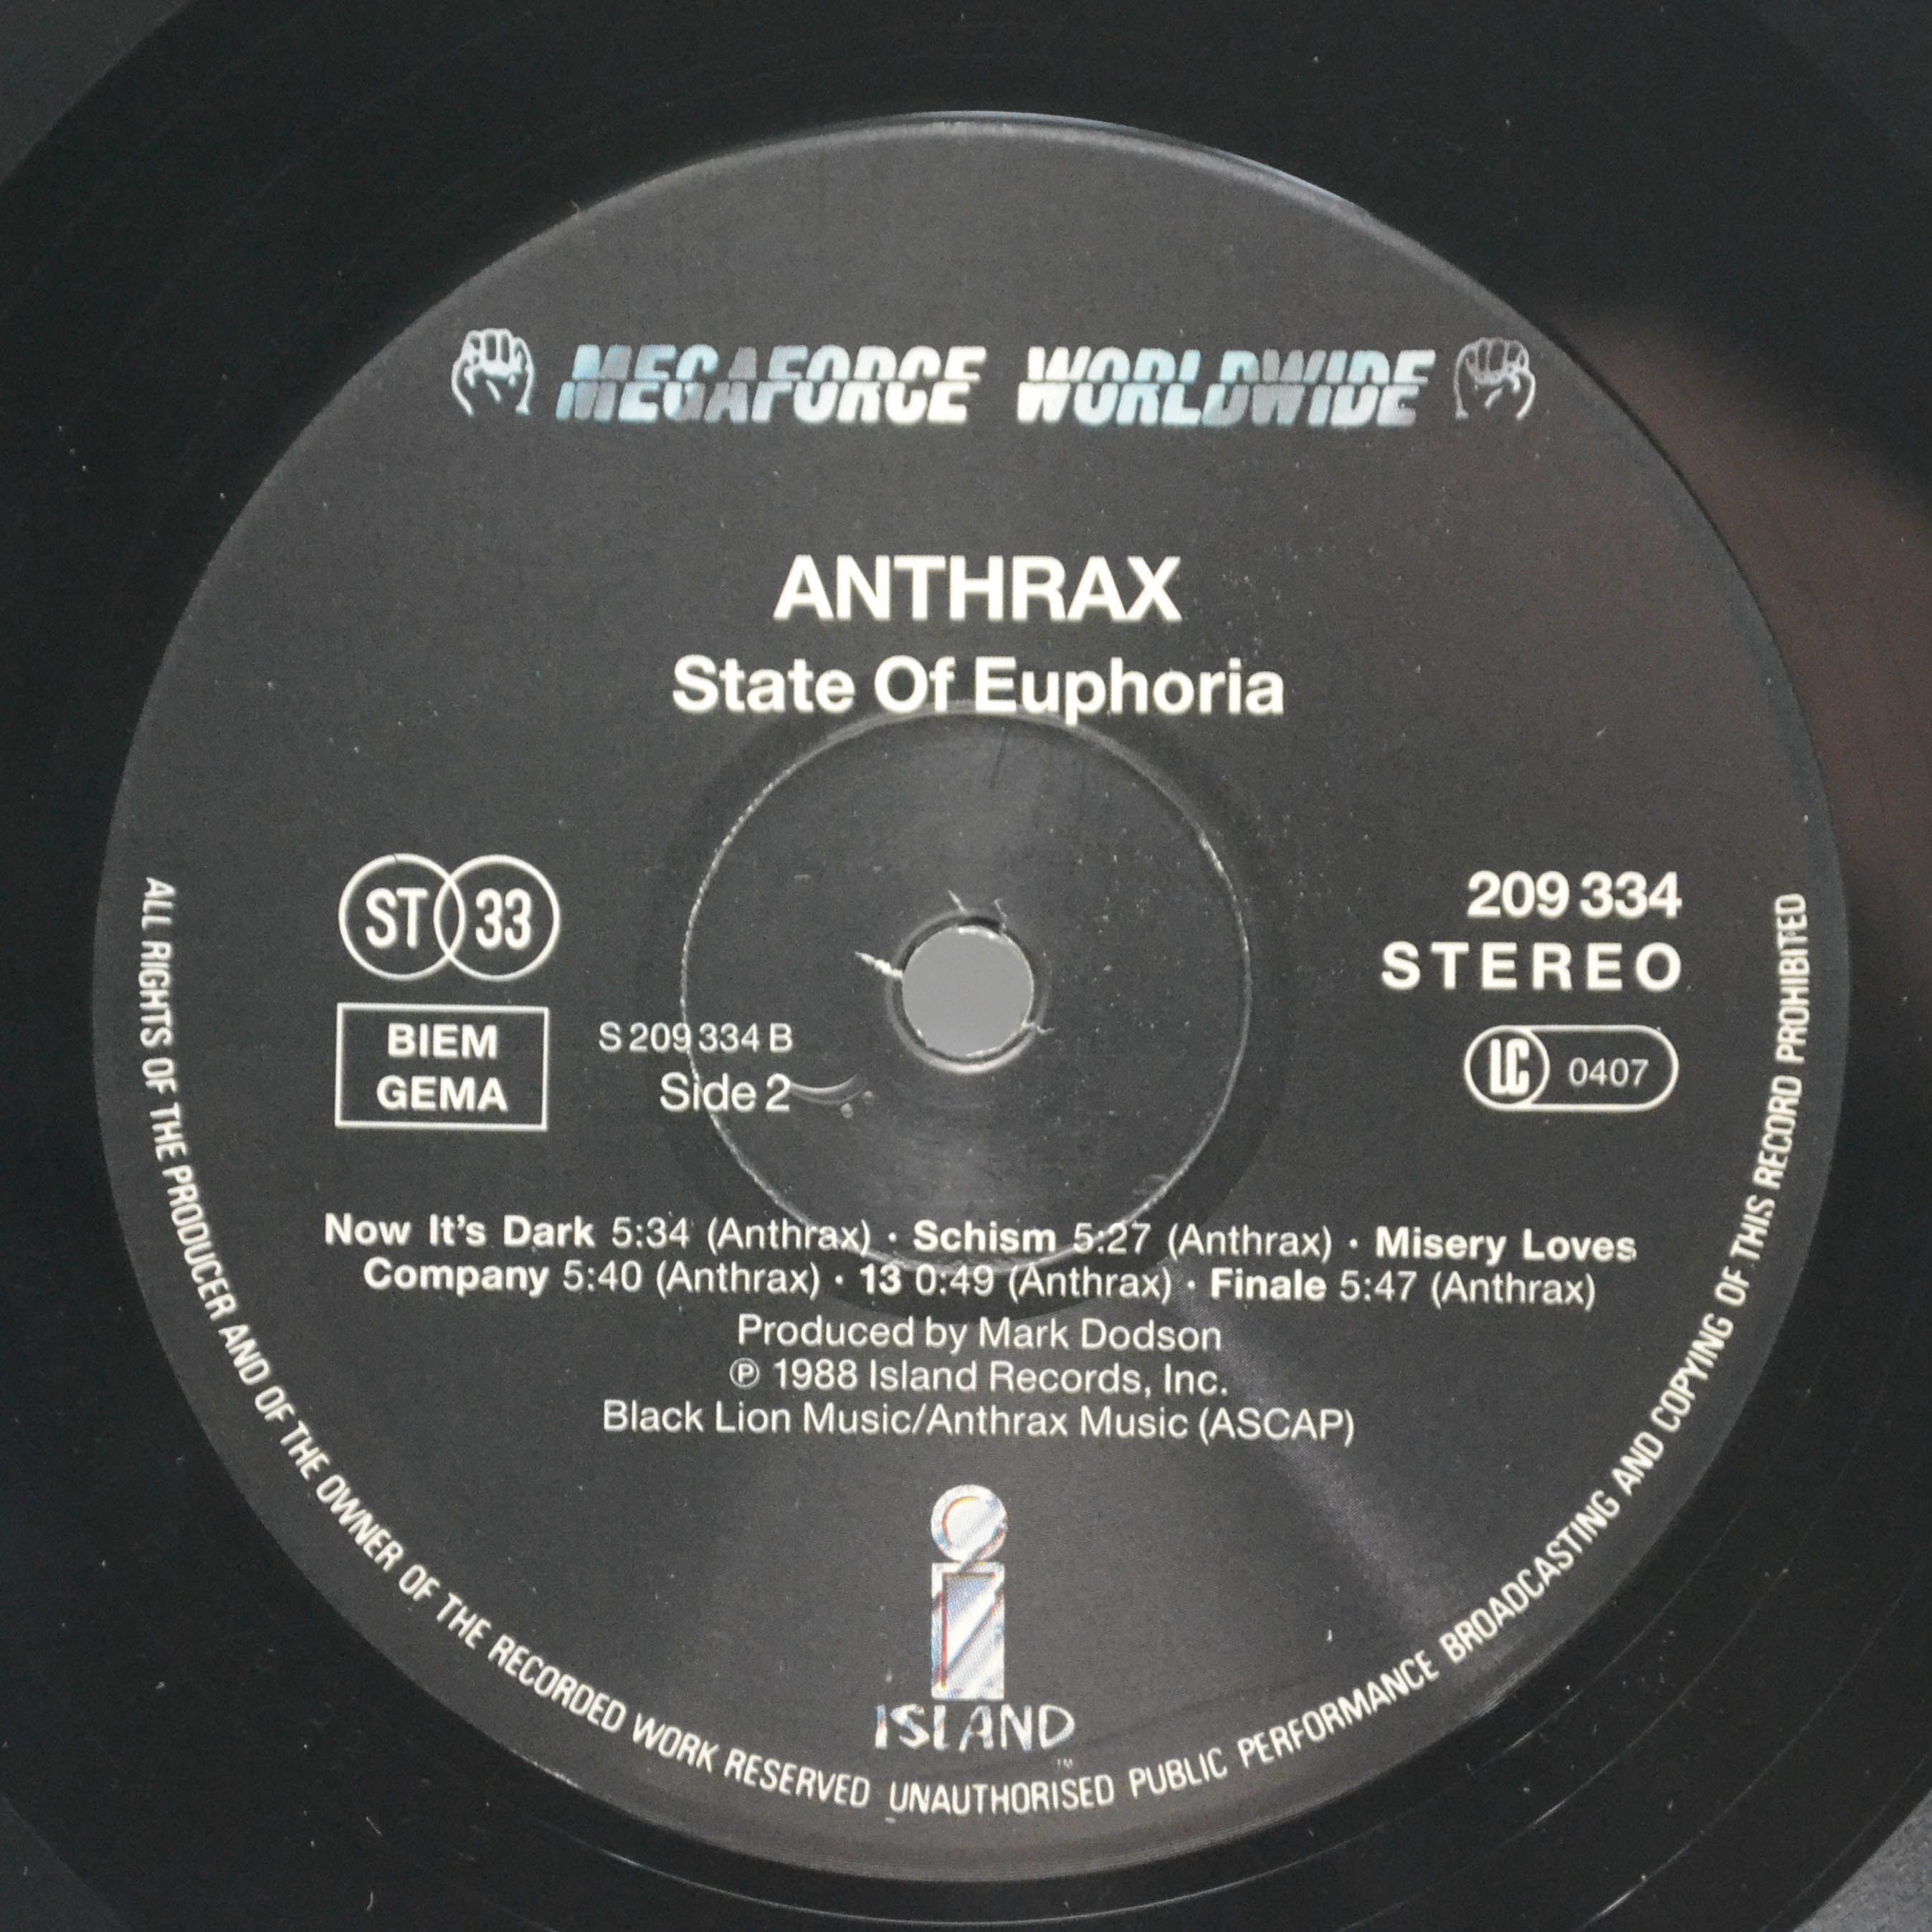 MEGAFORCE WORLDWIDE
ANTHRAX
State Of Euphoria
ST 33
BIEM
GEMA
S 209 334 B
Side 2
209 334
STEREO
LC 0407
Now It's Dark 5:34 (Anthrax) · Schism 5:27 (Anthrax) · Misery Loves
Company 5:40 (Anthrax) · 13 0:49 (Anthrax) · Finale 5:47 (Anthrax)
Produced by Mark Dodson
℗ 1988 Island Records, Inc.
Black Lion Music/Anthrax Music (ASCAP)
i
ISLAND
™
ALL RIGHTS OF THE PRODUCER AND OF THE OWNER OF THE RECORDED WORK RESERVED UNAUTHORISED PUBLIC PERFORMANCE BROADCASTING AND COPYING OF THIS RECORD PROHIBITED